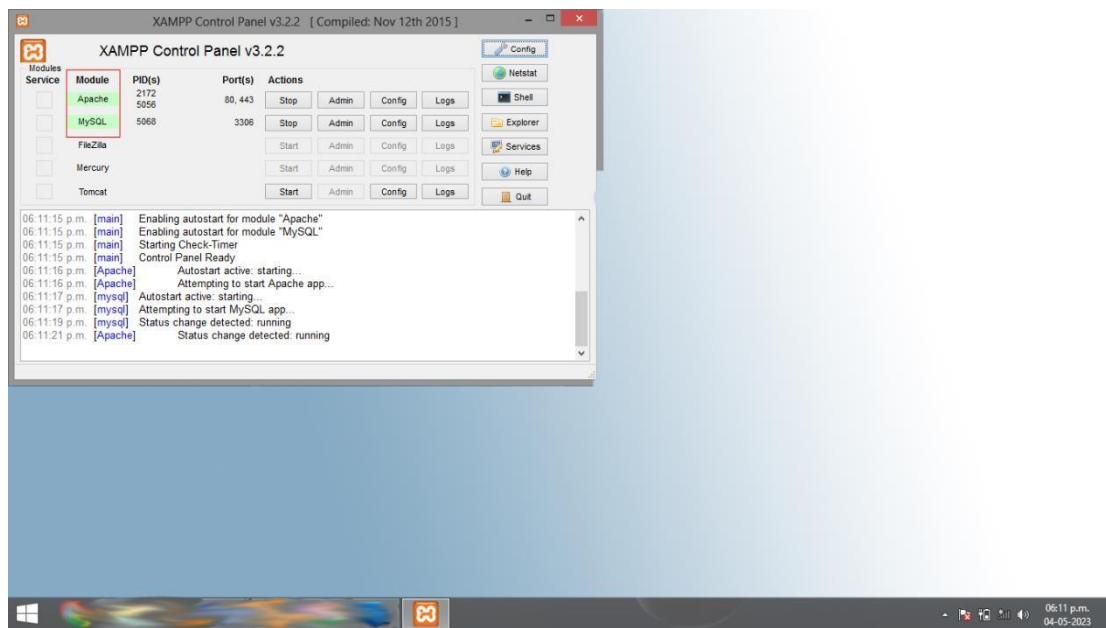 XAMPP Control Panel v3.2.2 [ Compiled: Nov 12th 2015 ]
XAMPP Control Panel v3.2.2
Config
Modules
Service Module PID(s) Port(s) Actions
Netstat
Apache 2172 5056 80, 443 Stop Admin Config Logs
Shell
MySQL 5068 3306 Stop Admin Config Logs
Explorer
FileZilla Start Admin Config Logs
Services
Mercury Start Admin Config Logs
Help
Tomcat Start Admin Config Logs
Quit
06:11:15 p.m. [main] Enabling autostart for module "Apache"
06:11:15 p.m. [main] Enabling autostart for module "MySQL"
06:11:15 p.m. [main] Starting Check-Timer
06:11:15 p.m. [main] Control Panel Ready
06:11:16 p.m. [Apache] Autostart active: starting...
06:11:16 p.m. [Apache] Attempting to start Apache app...
06:11:17 p.m. [mysql] Autostart active: starting...
06:11:17 p.m. [mysql] Attempting to start MySQL app...
06:11:19 p.m. [mysql] Status change detected: running
06:11:21 p.m. [Apache] Status change detected: running
06:11 p.m.
04-05-2023